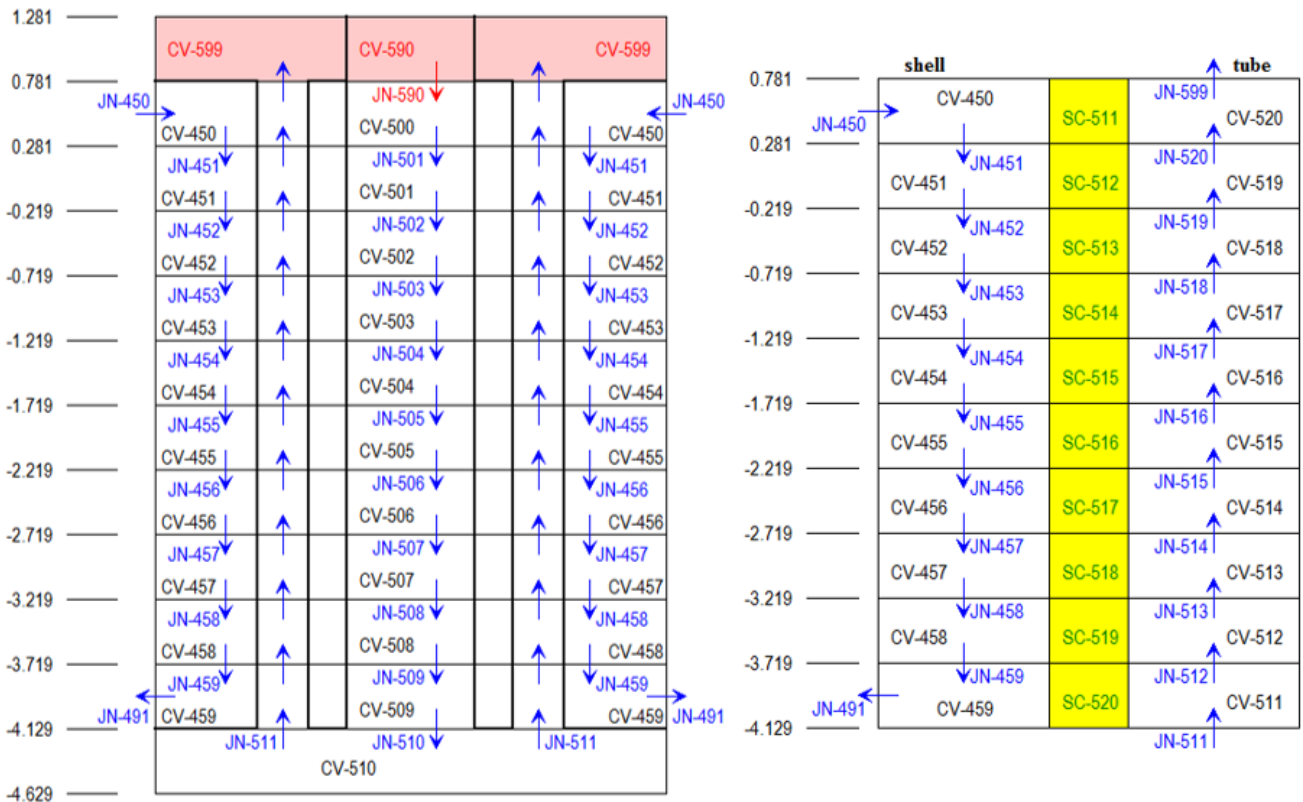 1.281
CV-599 CV-590 CV-599
0.781 shell tube 0.781
JN-450 JN-590 JN-450 CV-450 JN-599
CV-450 CV-500 CV-450 JN-450 SC-511 CV-520
0.281 0.281
JN-451 JN-501 JN-451 JN-451 JN-520
CV-451 CV-501 CV-451 CV-451 SC-512 CV-519
-0.219 -0.219
JN-452 JN-502 JN-452 JN-452 JN-519
CV-452 CV-502 CV-452 CV-452 SC-513 CV-518
-0.719 -0.719
JN-453 JN-503 JN-453 JN-453 JN-518
CV-453 CV-503 CV-453 CV-453 SC-514 CV-517
-1.219 -1.219
JN-454 JN-504 JN-454 JN-454 JN-517
CV-454 CV-504 CV-454 CV-454 SC-515 CV-516
-1.719 -1.719
JN-455 JN-505 JN-455 JN-455 JN-516
CV-455 CV-505 CV-455 CV-455 SC-516 CV-515
-2.219 -2.219
JN-456 JN-506 JN-456 JN-456 JN-515
CV-456 CV-506 CV-456 CV-456 SC-517 CV-514
-2.719 -2.719
JN-457 JN-507 JN-457 JN-457 JN-514
CV-457 CV-507 CV-457 CV-457 SC-518 CV-513
-3.219 -3.219
JN-458 JN-508 JN-458 JN-458 JN-513
CV-458 CV-508 CV-458 CV-458 SC-519 CV-512
-3.719 -3.719
JN-459 JN-509 JN-459 JN-459 JN-512
JN-491 CV-459 CV-509 CV-459 JN-491 JN-491 CV-459 SC-520 CV-511
-4.129 -4.129
JN-511 JN-510 JN-511 JN-511
CV-510
-4.629